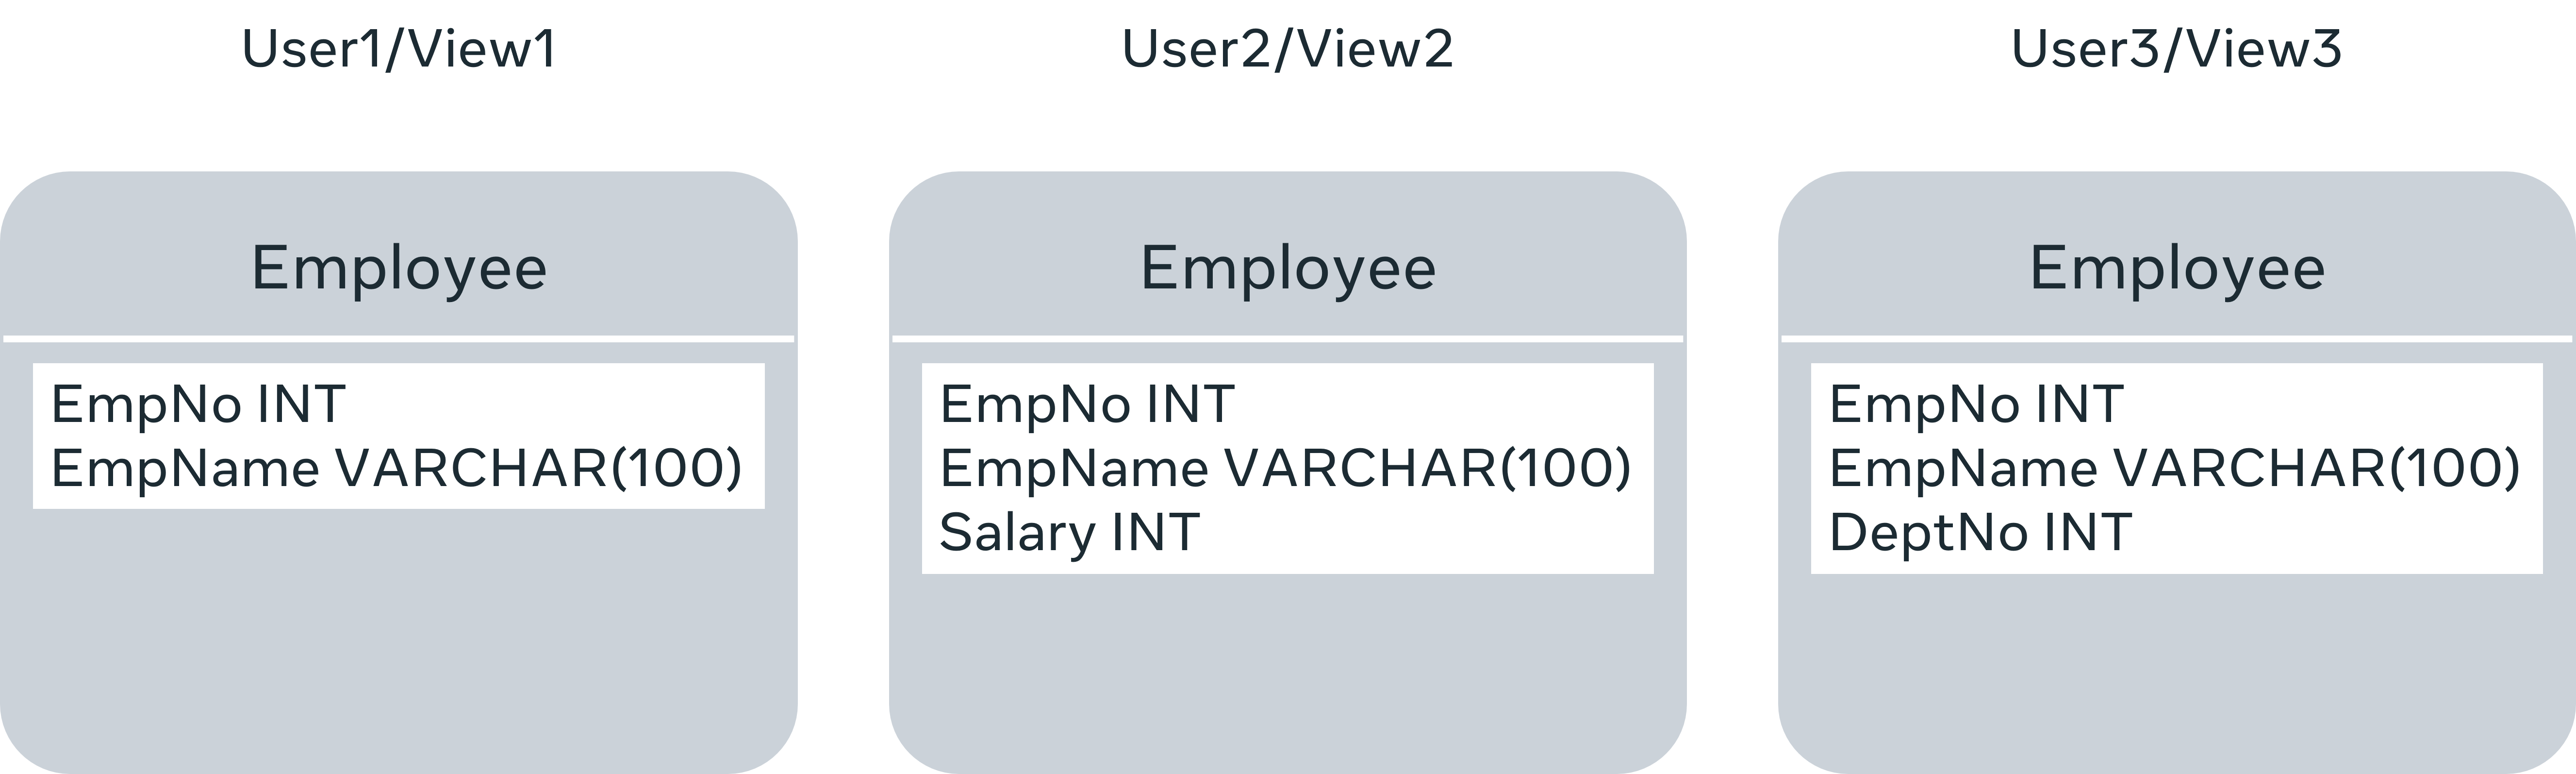 User1/View1
User2/View2
User3/View3
Employee
EmpNo INT
EmpName VARCHAR(100)
Employee
EmpNo INT
EmpName VARCHAR(100)
Salary INT
Employee
EmpNo INT
EmpName VARCHAR(100)
DeptNo INT